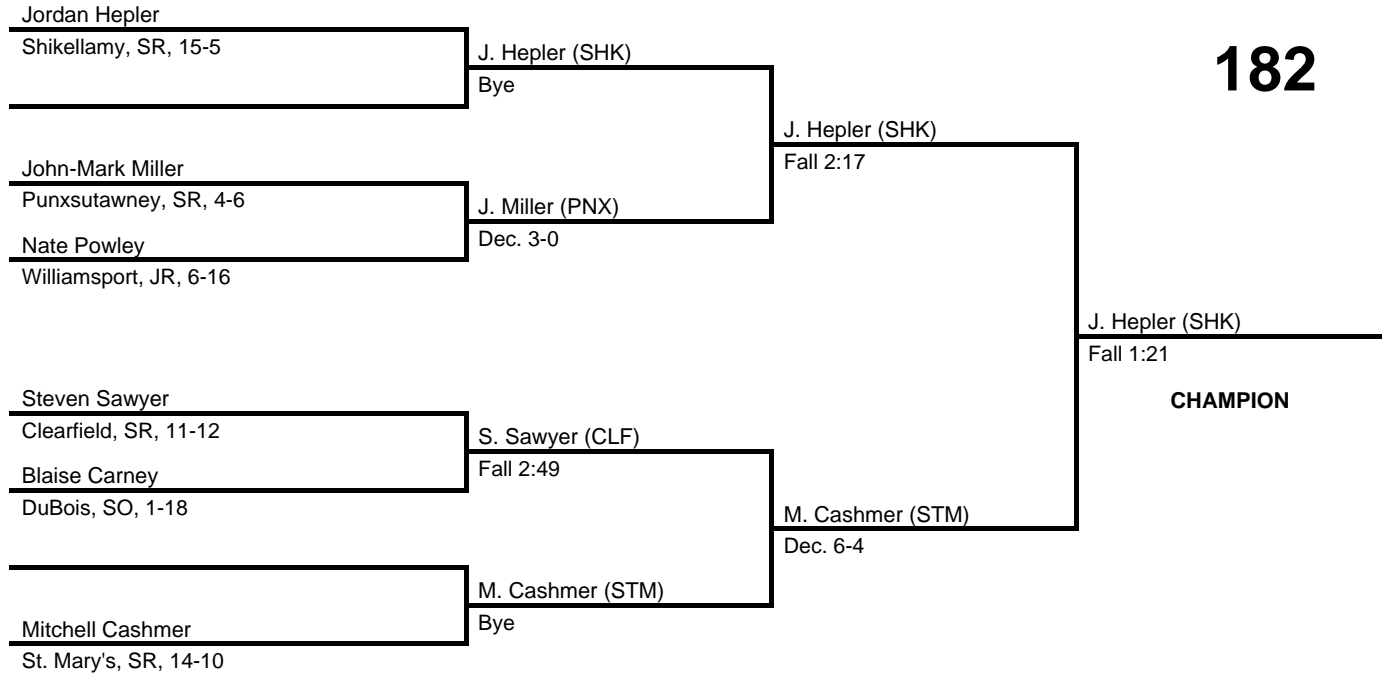 Jordan Hepler
Shikellamy, SR, 15-5
J. Hepler (SHK)
Bye
182
J. Hepler (SHK)
Fall 2:17
John-Mark Miller
Punxsutawney, SR, 4-6
J. Miller (PNX)
Dec. 3-0
Nate Powley
Williamsport, JR, 6-16
J. Hepler (SHK)
Fall 1:21
CHAMPION
Steven Sawyer
Clearfield, SR, 11-12
S. Sawyer (CLF)
Fall 2:49
Blaise Carney
DuBois, SO, 1-18
M. Cashmer (STM)
Dec. 6-4
M. Cashmer (STM)
Bye
Mitchell Cashmer
St. Mary's, SR, 14-10